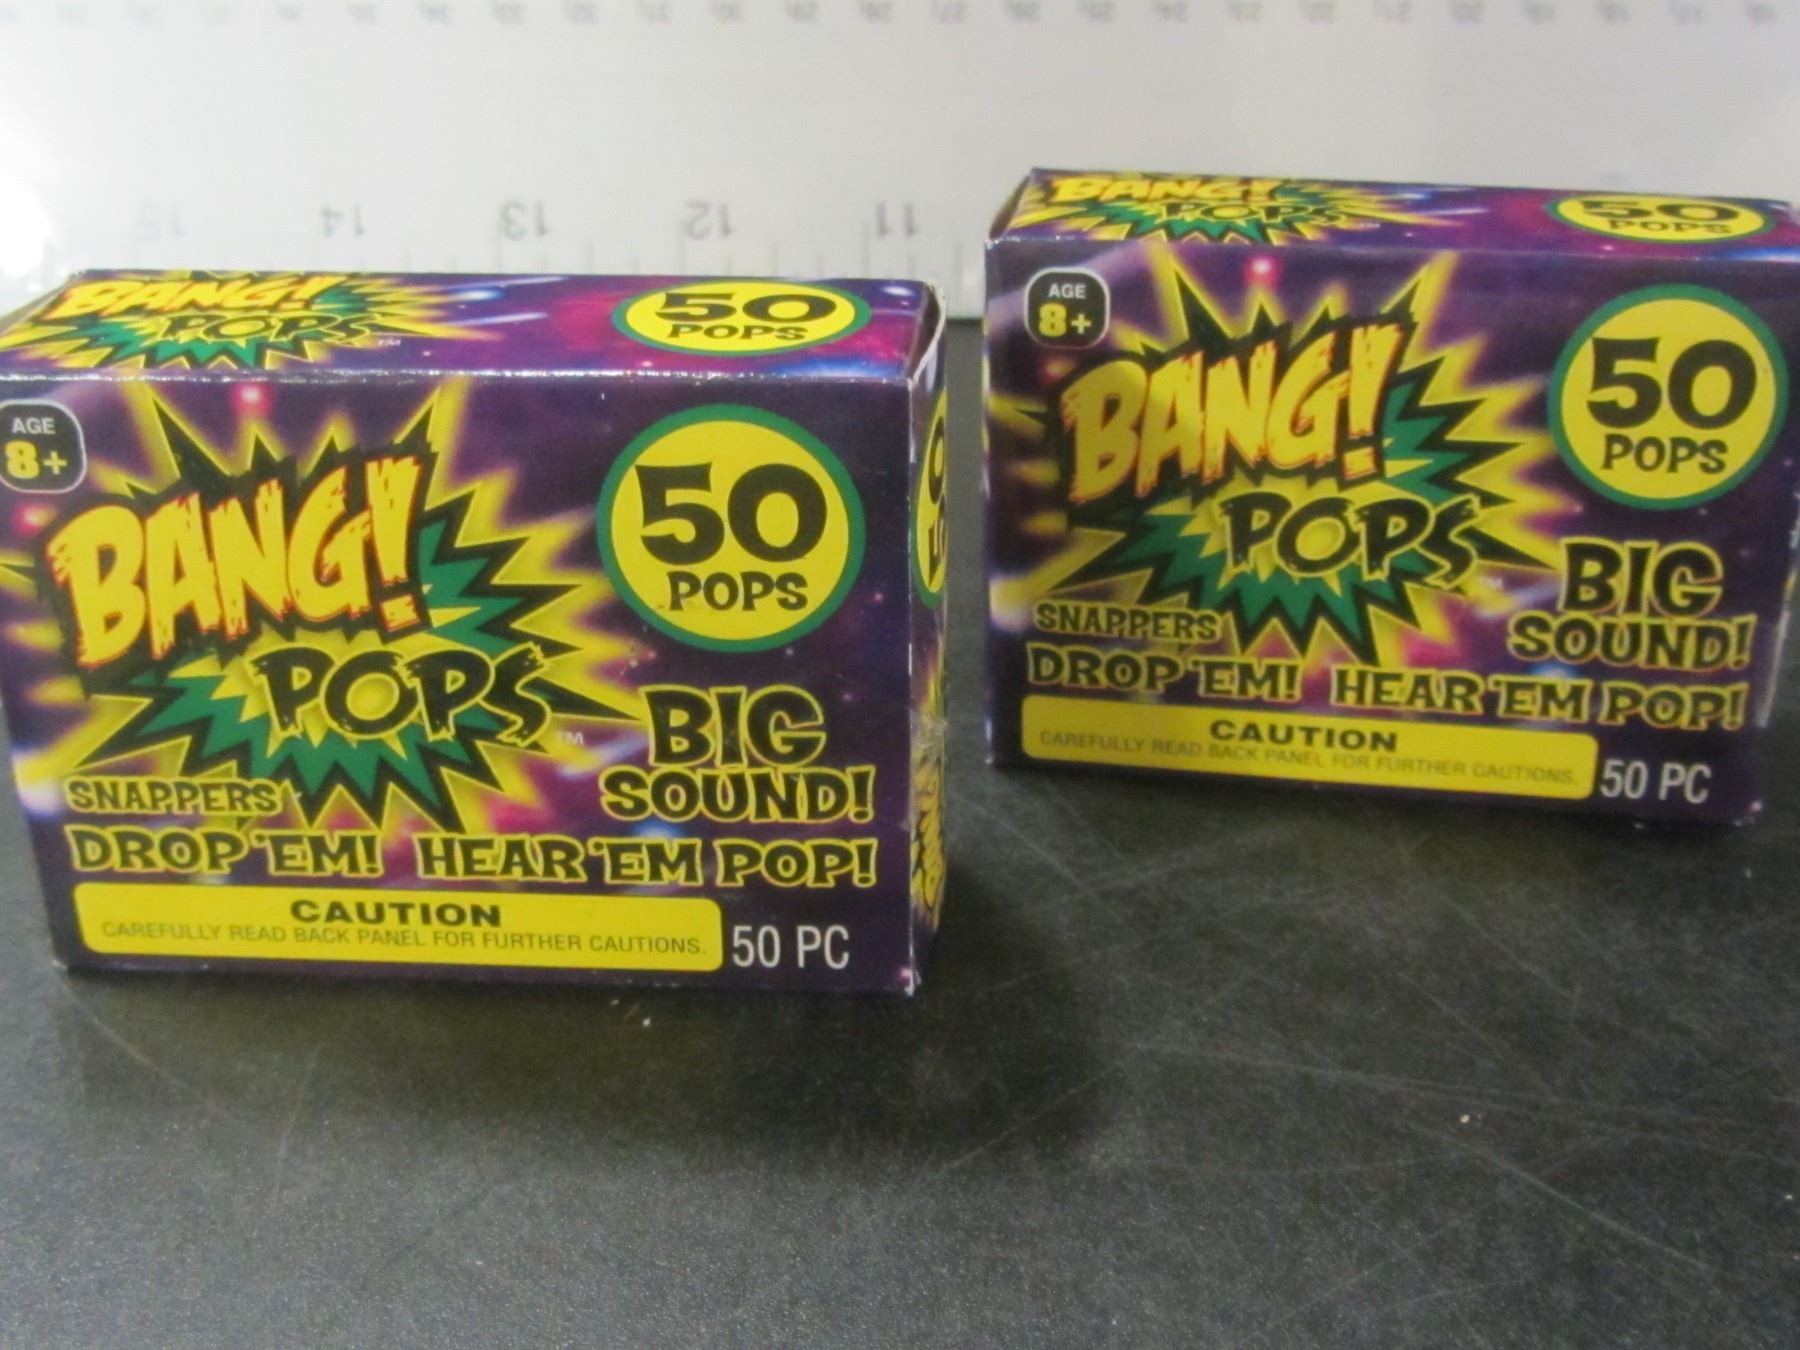 15 14 13 12 11
BANG!
POPS™
50
POPS
AGE
8+
BANG!
POPS™
50
POPS
SNAPPERS
BIG
SOUND!
DROP 'EM! HEAR 'EM POP!
CAUTION
CAREFULLY READ BACK PANEL FOR FURTHER CAUTIONS.
50 PC
50
BANG!
POPS
50
POPS
AGE
8+
BANG!
POPS
50
POPS
SNAPPERS
BIG
SOUND!
DROP 'EM! HEAR 'EM POP!
CAUTION
CAREFULLY READ BACK PANEL FOR FURTHER CAUTIONS.
50 PC